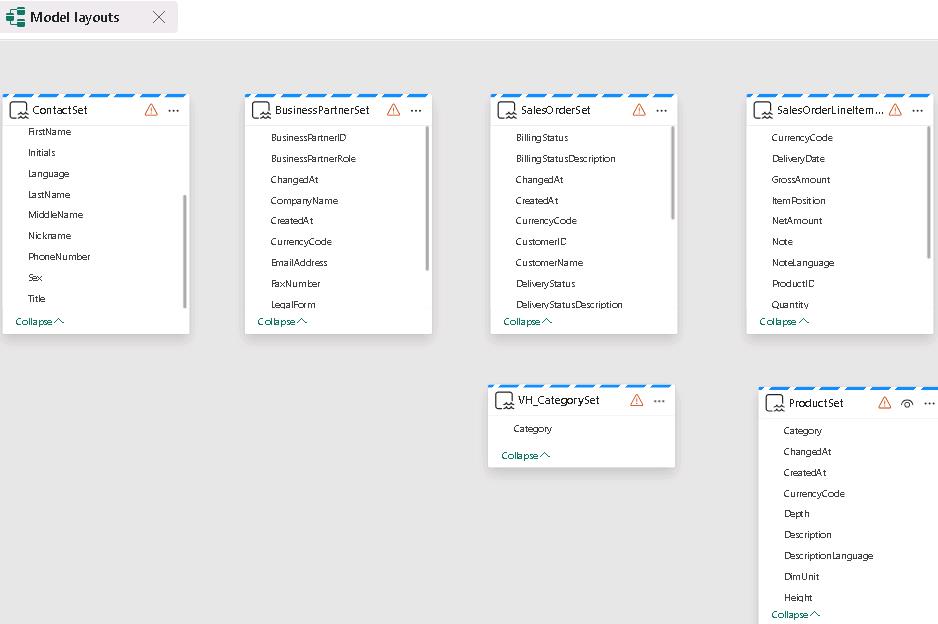 Model layouts
ContactSet
FirstName
Initials
Language
LastName
MiddleName
Nickname
PhoneNumber
Sex
Title
Collapse
BusinessPartnerSet
BusinessPartnerID
BusinessPartnerRole
ChangedAt
CompanyName
CreatedAt
CurrencyCode
EmailAddress
FaxNumber
LegalForm
Collapse
SalesOrderSet
BillingStatus
BillingStatusDescription
ChangedAt
CreatedAt
CurrencyCode
CustomerID
CustomerName
DeliveryStatus
DeliveryStatusDescription
Collapse
SalesOrderLineItem...
CurrencyCode
DeliveryDate
GrossAmount
ItemPosition
NetAmount
Note
NoteLanguage
ProductID
Quantity
Collapse
VH_CategorySet
Category
Collapse
ProductSet
Category
ChangedAt
CreatedAt
CurrencyCode
Depth
Description
DescriptionLanguage
DimUnit
Height
Collapse